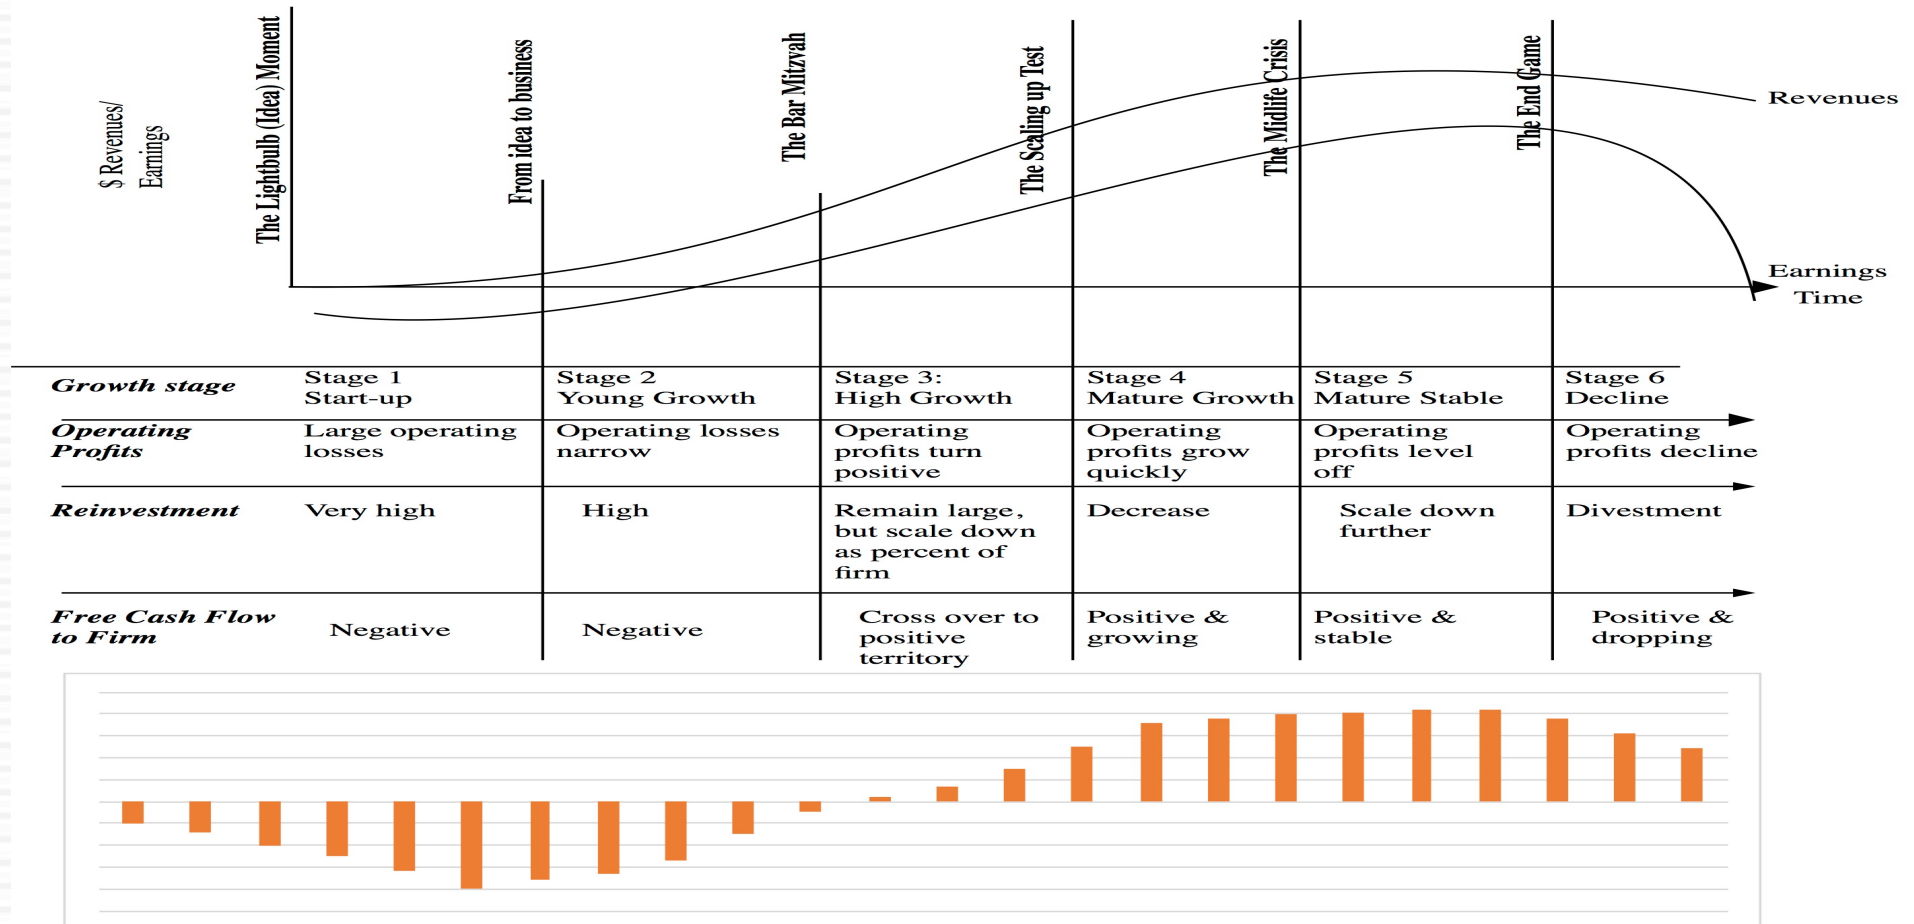 $ Revenues/
Earnings
The Lightbulb (Idea) Moment
From idea to business
The Bar Mitzvah
The Scaling up Test
The Midlife Crisis
The End Game
Revenues
Earnings
Time
Growth stage
Stage 1
Start-up
Stage 2
Young Growth
Stage 3:
High Growth
Stage 4
Mature Growth
Stage 5
Mature Stable
Stage 6
Decline
Operating
Profits
Large operating
losses
Operating losses
narrow
Operating
profits turn
positive
Operating
profits grow
quickly
Operating
profits level
off
Operating
profits decline
Reinvestment
Very high
High
Remain large,
but scale down
as percent of
firm
Decrease
Scale down
further
Divestment
Free Cash Flow
to Firm
Negative
Negative
Cross over to
positive
territory
Positive &
growing
Positive &
stable
Positive &
dropping